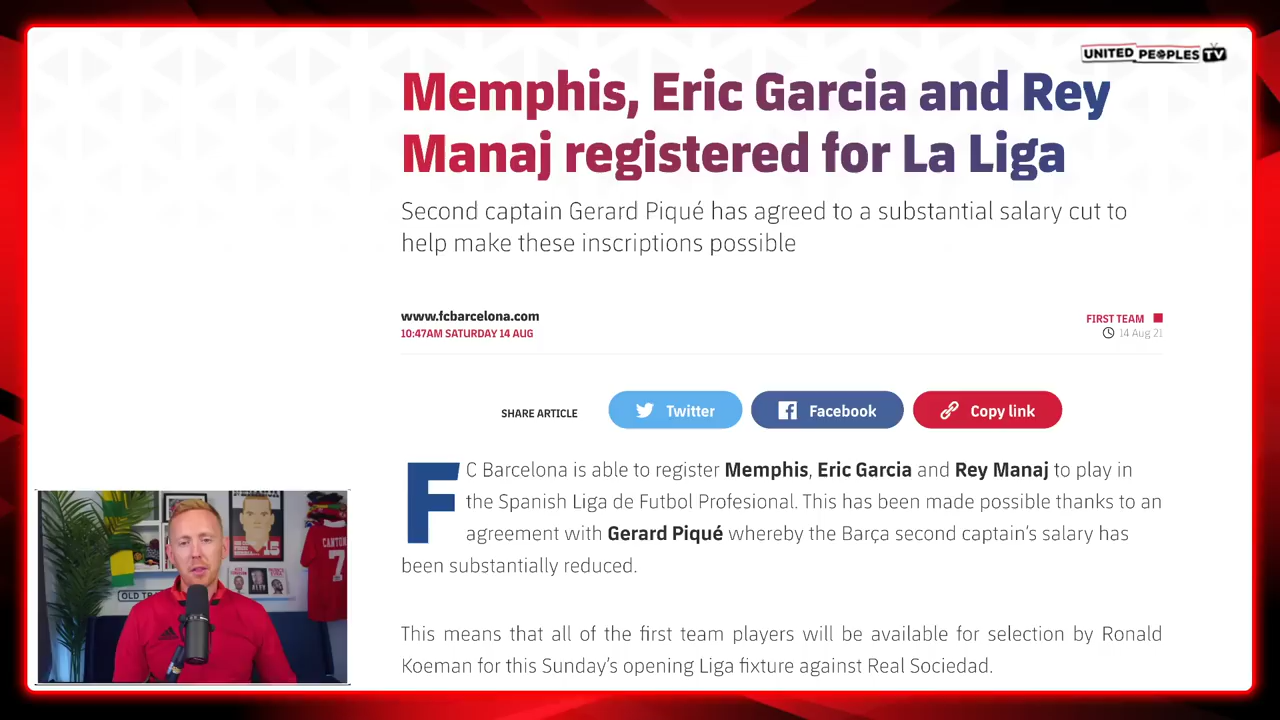 UNITED PEOPLES TV
Memphis, Eric Garcia and Rey
Manaj registered for La Liga
Second captain Gerard Piqué has agreed to a substantial salary cut to
help make these inscriptions possible
www.fcbarcelona.com
10:47AM SATURDAY 14 AUG
FIRST TEAM
14 Aug 21
SHARE ARTICLE
Twitter
Facebook
Copy link
FC Barcelona is able to register Memphis, Eric Garcia and Rey Manaj to play in
the Spanish Liga de Futbol Profesional. This has been made possible thanks to an
agreement with Gerard Piqué whereby the Barça second captain's salary has
been substantially reduced.
This means that all of the first team players will be available for selection by Ronald
Koeman for this Sunday's opening Liga fixture against Real Sociedad.
CANTONA
7
OLD TRA